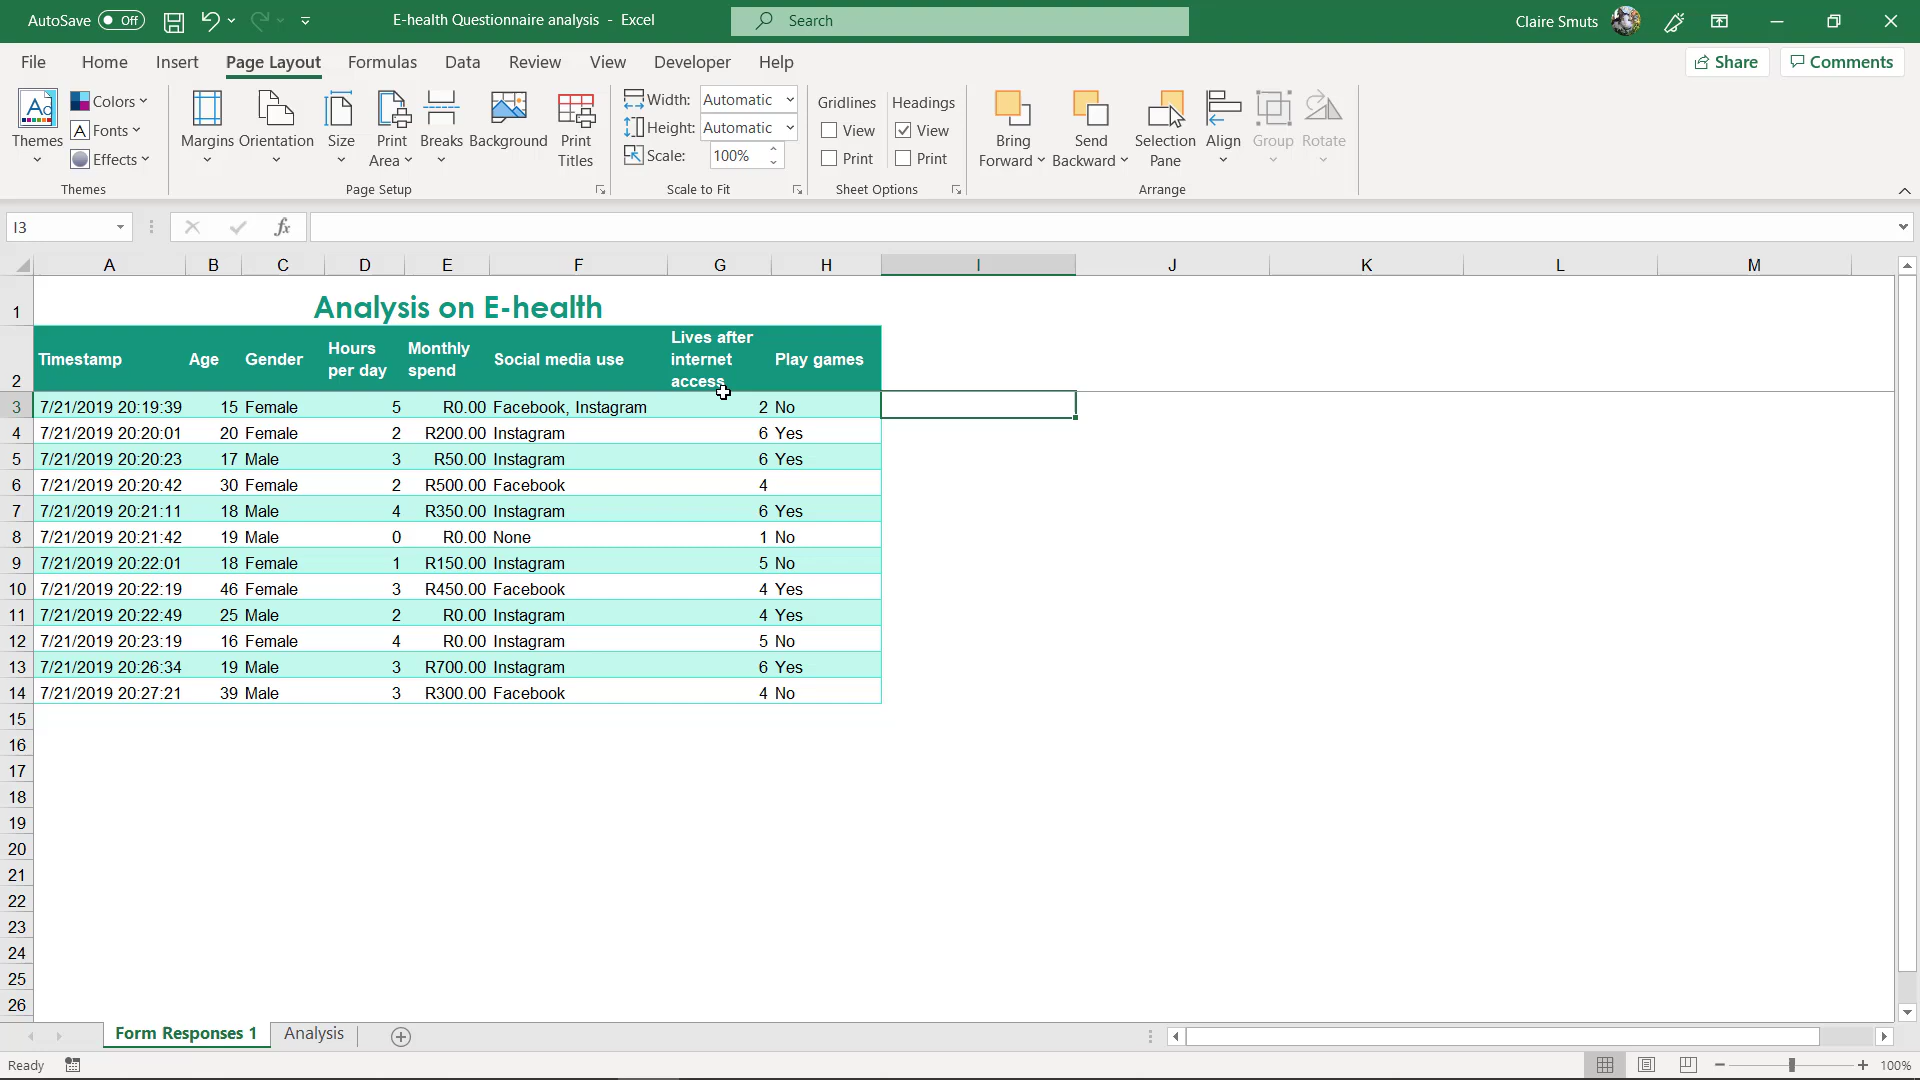 AutoSave Off E-health Questionnaire analysis - Excel Search Claire Smuts
File Home Insert Page Layout Formulas Data Review View Developer Help Share Comments
Themes Colors Fonts Effects
Themes
Margins Orientation Size Print Area Breaks Background Print Titles
Page Setup
Width: Automatic
Height: Automatic
Scale: 100%
Scale to Fit
Gridlines Headings
View View
Print Print
Sheet Options
Bring Forward Send Backward Selection Pane Align Group Rotate
Arrange
I3 fx
A B C D E F G H I J K L M
1 Analysis on E-health
2 Timestamp Age Gender Hours per day Monthly spend Social media use Lives after internet access Play games
3 7/21/2019 20:19:39 15 Female 5 R0.00 Facebook, Instagram 2 No
4 7/21/2019 20:20:01 20 Female 2 R200.00 Instagram 6 Yes
5 7/21/2019 20:20:23 17 Male 3 R50.00 Instagram 6 Yes
6 7/21/2019 20:20:42 30 Female 2 R500.00 Facebook 4
7 7/21/2019 20:21:11 18 Male 4 R350.00 Instagram 6 Yes
8 7/21/2019 20:21:42 19 Male 0 R0.00 None 1 No
9 7/21/2019 20:22:01 18 Female 1 R150.00 Instagram 5 No
10 7/21/2019 20:22:19 46 Female 3 R450.00 Facebook 4 Yes
11 7/21/2019 20:22:49 25 Male 2 R0.00 Instagram 4 Yes
12 7/21/2019 20:23:19 16 Female 4 R0.00 Instagram 5 No
13 7/21/2019 20:26:34 19 Male 3 R700.00 Instagram 6 Yes
14 7/21/2019 20:27:21 39 Male 3 R300.00 Facebook 4 No
15
16
17
18
19
20
21
22
23
24
25
26
Form Responses 1 Analysis
Ready 100%